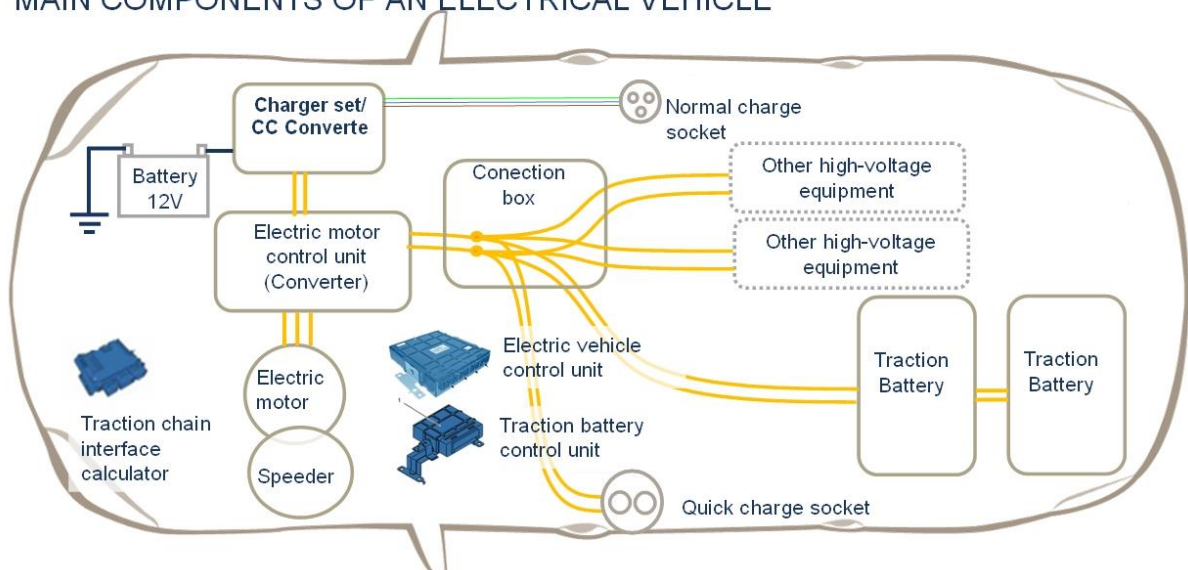 MAIN COMPONENTS OF AN ELECTRICAL VEHICLE
Charger set/
CC Converte
Normal charge
socket
Battery
12V
Conection
box
Other high-voltage
equipment
Electric motor
control unit
(Converter)
Other high-voltage
equipment
Electric vehicle
control unit
Traction
Battery
Traction
Battery
Electric
motor
Traction chain
interface
calculator
Traction battery
control unit
Speeder
Quick charge socket